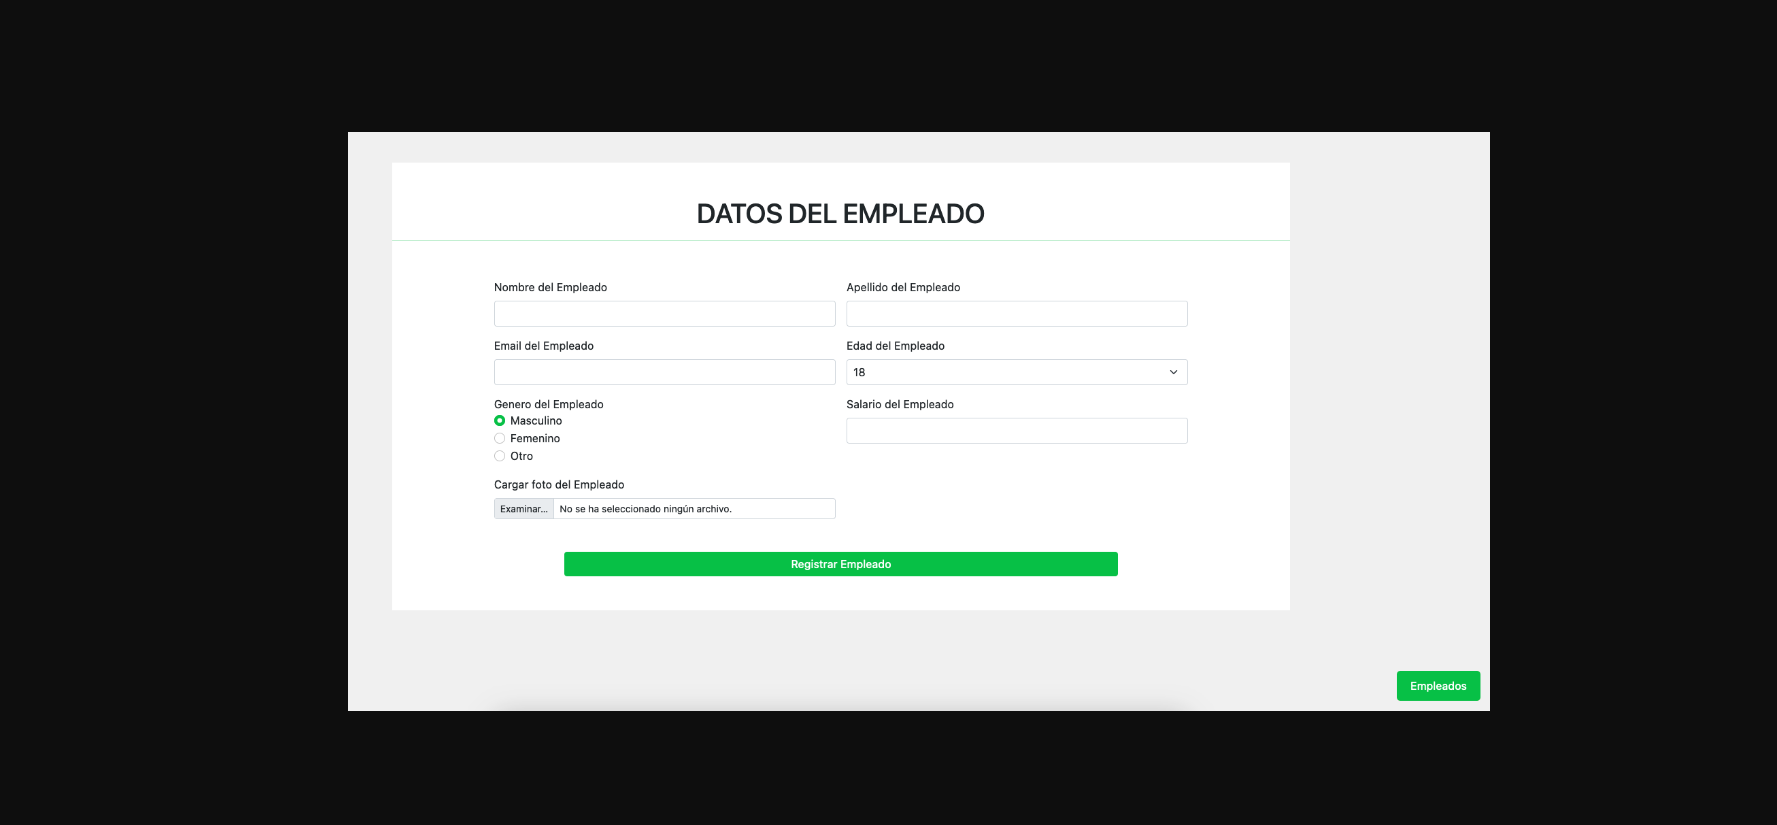 DATOS DEL EMPLEADO
Nombre del Empleado
Apellido del Empleado
Email del Empleado
Edad del Empleado
18
Genero del Empleado
Masculino
Femenino
Otro
Salario del Empleado
Cargar foto del Empleado
Examinar... No se ha seleccionado ningún archivo.
Registrar Empleado
Empleados